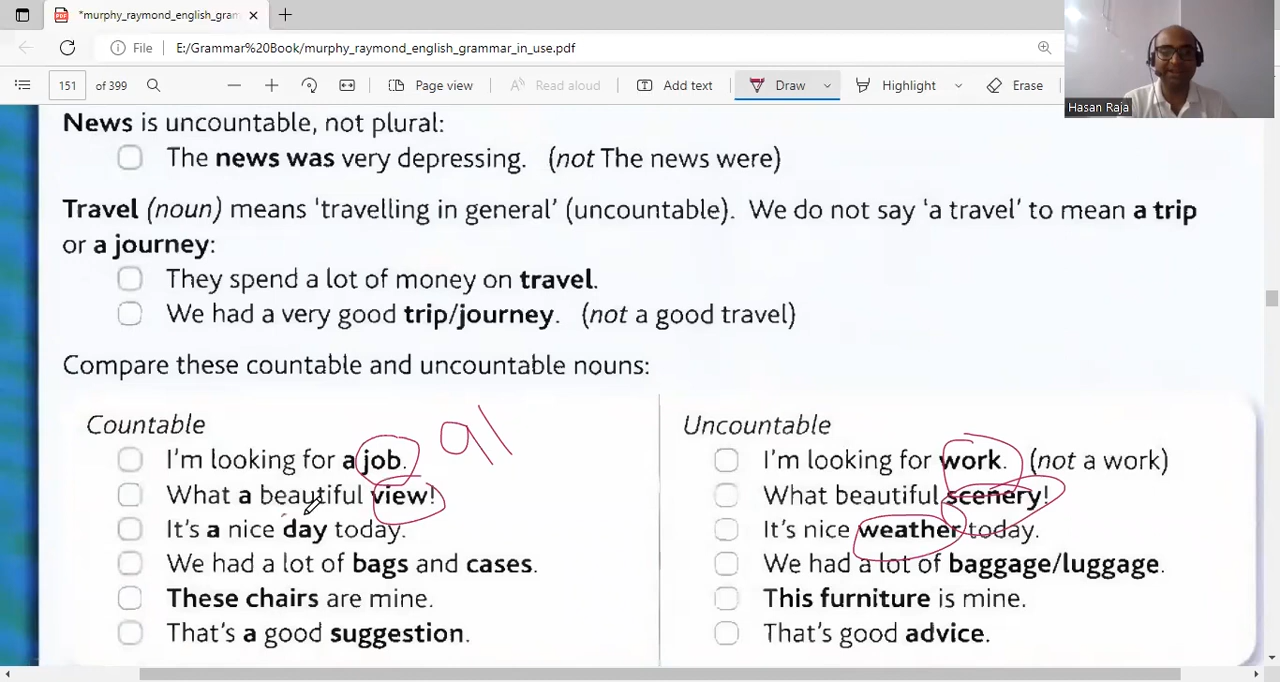 *murphy_raymond_english_gram
File E:/Grammar%20Book/murphy_raymond_english_grammar_in_use.pdf
151 of 399 Page view Read aloud Add text Draw Highlight Erase
Hasan Raja
News is uncountable, not plural:
The news was very depressing. (not The news were)
Travel (noun) means ‘travelling in general’ (uncountable). We do not say ‘a travel’ to mean a trip
or a journey:
They spend a lot of money on travel.
We had a very good trip/journey. (not a good travel)
Compare these countable and uncountable nouns:
Countable
I’m looking for a job.
What a beautiful view!
It’s a nice day today.
We had a lot of bags and cases.
These chairs are mine.
That’s a good suggestion.
Uncountable
I’m looking for work. (not a work)
What beautiful scenery!
It’s nice weather today.
We had a lot of baggage/luggage.
This furniture is mine.
That’s good advice.